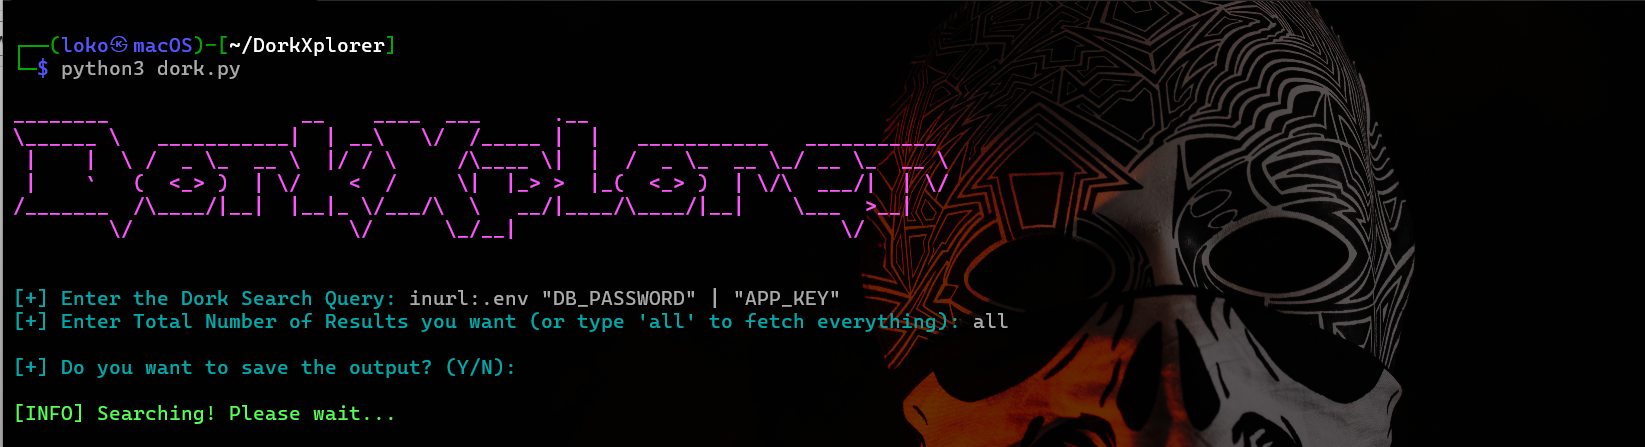 ┌──(loko㉿macOS)-[~/DorkXplorer]
└─$ python3 dork.py
DorkXplorer
[+] Enter the Dork Search Query: inurl:.env "DB_PASSWORD" | "APP_KEY"
[+] Enter Total Number of Results you want (or type 'all' to fetch everything): all
[+] Do you want to save the output? (Y/N):
[INFO] Searching! Please wait...